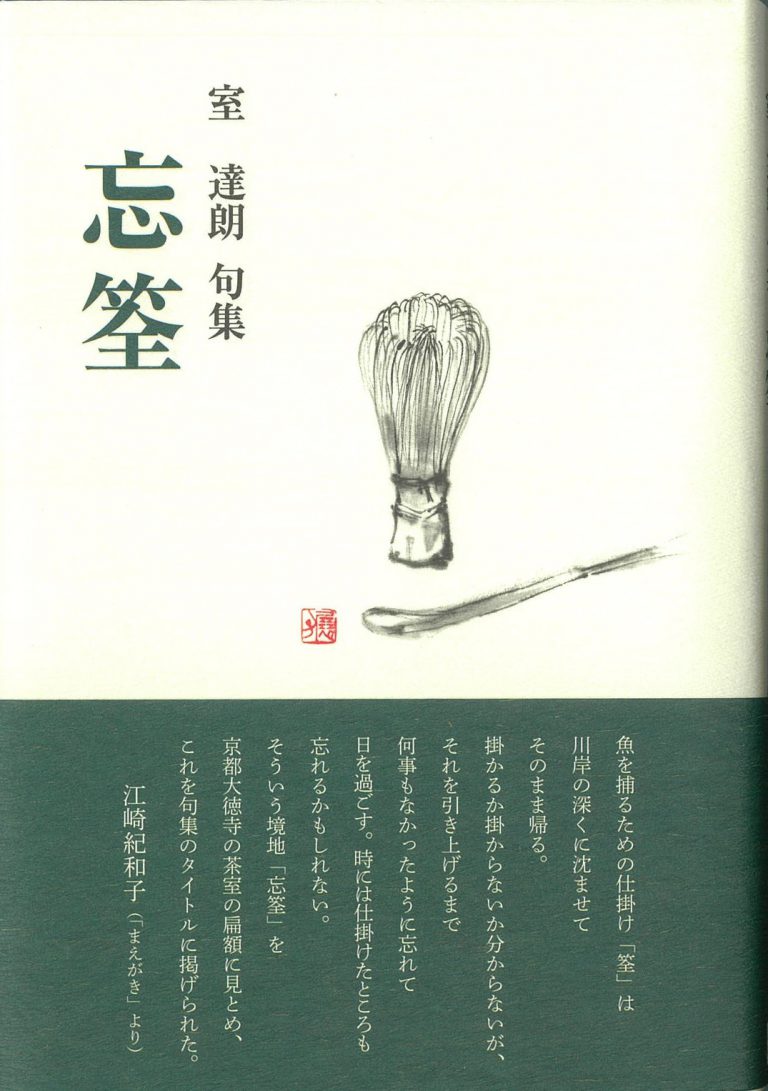 室 達朗 句集
忘筌
魚を捕るための仕掛け「筌」は
川岸の深くに沈ませて
そのまま帰る。
掛かるか掛からないか分からないが、
それを引き上げるまで
何事もなかったように忘れて
日を過ごす。時には仕掛けたところも
忘れるかもしれない。
そういう境地「忘筌」を
京都大徳寺の茶室の扁額に見とめ、
これを句集のタイトルに掲げられた。
江崎紀和子(「まえがき」より)